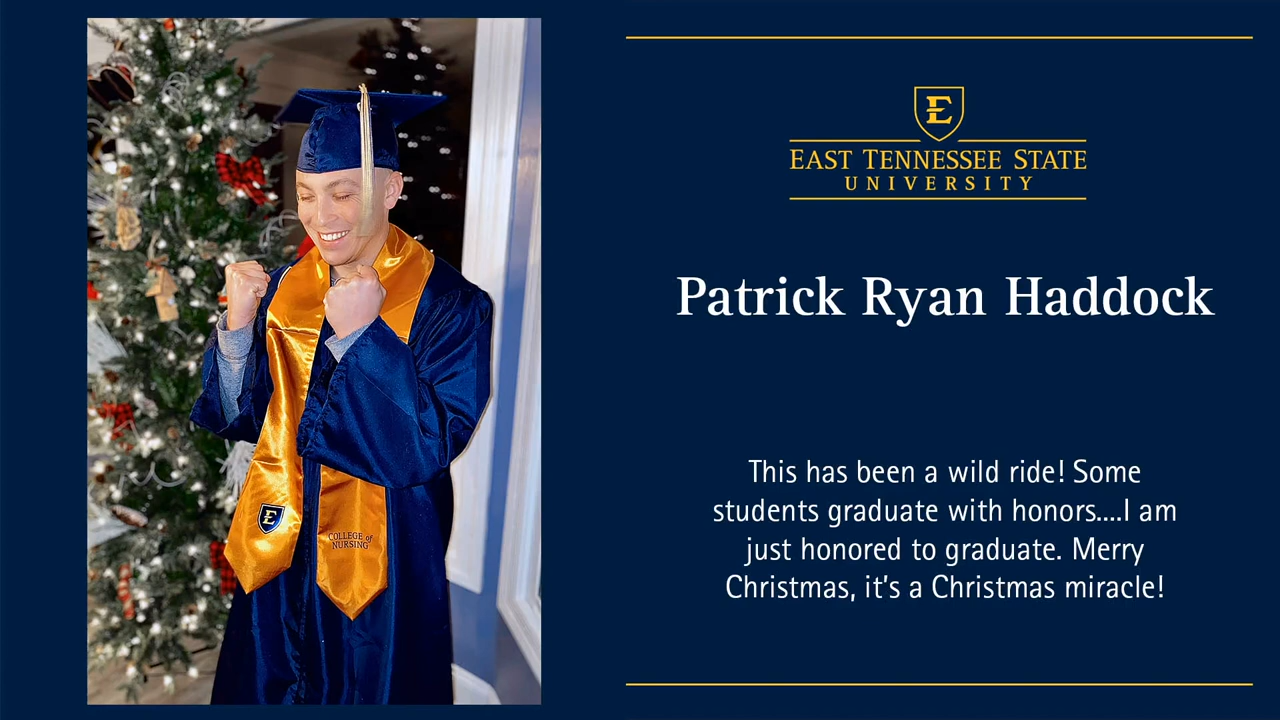 E
EAST TENNESSEE STATE
UNIVERSITY
Patrick Ryan Haddock
This has been a wild ride! Some
students graduate with honors....I am
just honored to graduate. Merry
Christmas, it's a Christmas miracle!
E
COLLEGE of
NURSING